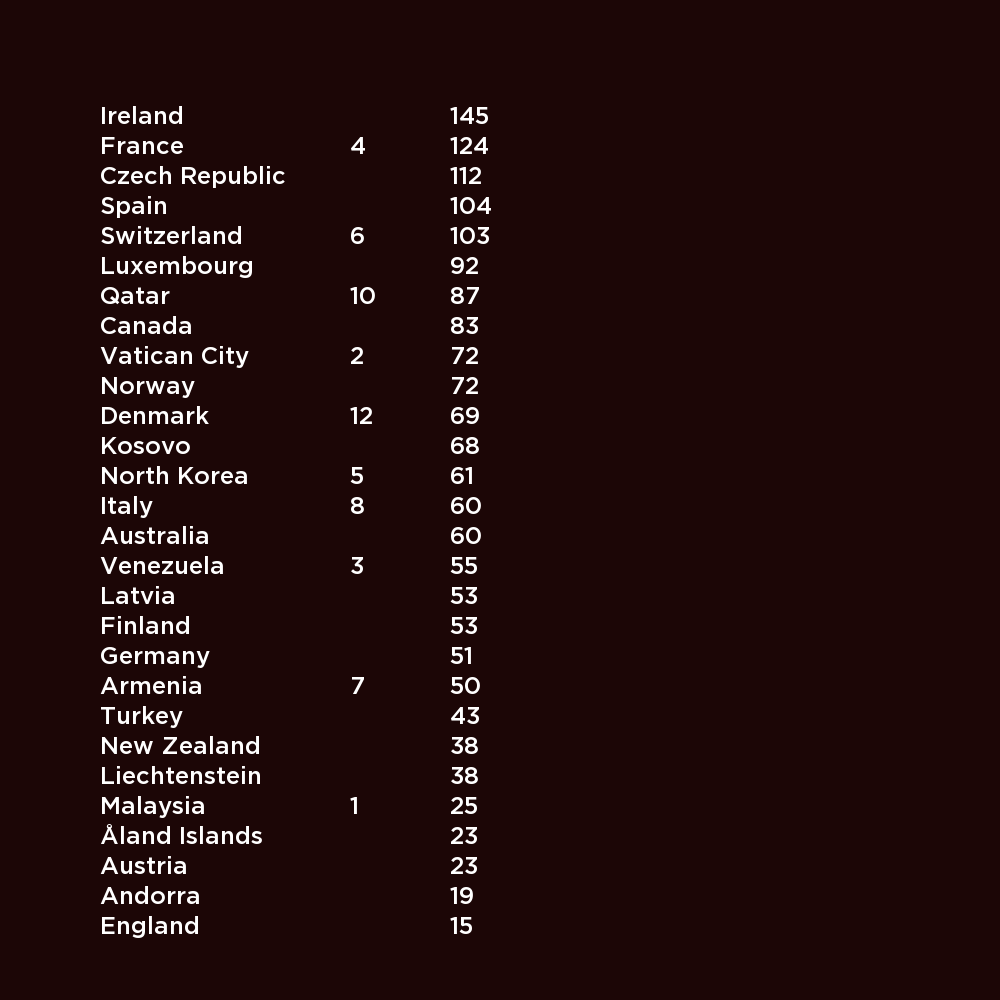 Ireland 145
France 4 124
Czech Republic 112
Spain 104
Switzerland 6 103
Luxembourg 92
Qatar 10 87
Canada 83
Vatican City 2 72
Norway 72
Denmark 12 69
Kosovo 68
North Korea 5 61
Italy 8 60
Australia 60
Venezuela 3 55
Latvia 53
Finland 53
Germany 51
Armenia 7 50
Turkey 43
New Zealand 38
Liechtenstein 38
Malaysia 1 25
Åland Islands 23
Austria 23
Andorra 19
England 15